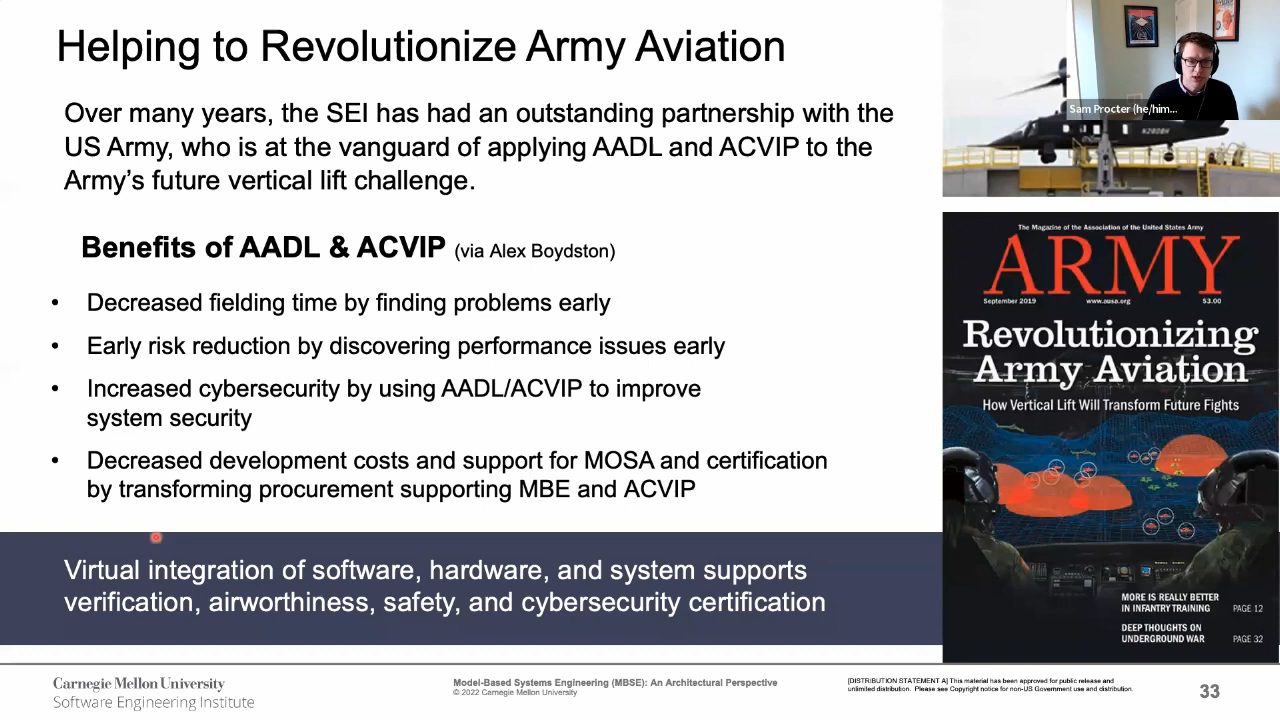 Helping to Revolutionize Army Aviation
Over many years, the SEI has had an outstanding partnership with the
US Army, who is at the vanguard of applying AADL and ACVIP to the
Army's future vertical lift challenge.
Benefits of AADL & ACVIP (via Alex Boydston)
• Decreased fielding time by finding problems early
• Early risk reduction by discovering performance issues early
• Increased cybersecurity by using AADL/ACVIP to improve
system security
• Decreased development costs and support for MOSA and certification
by transforming procurement supporting MBE and ACVIP
Virtual integration of software, hardware, and system supports
verification, airworthiness, safety, and cybersecurity certification
Sam Procter (he/him...
The Magazine of the Association of the United States Army
ARMY
September 2019 www.ausa.org $3.00
Revolutionizing
Army Aviation
How Vertical Lift Will Transform Future Fights
MORE IS REALLY BETTER
IN INFANTRY TRAINING PAGE 12
DEEP THOUGHTS ON
UNDERGROUND WAR PAGE 32
Carnegie Mellon University
Software Engineering Institute
Model-Based Systems Engineering (MBSE): An Architectural Perspective
© 2022 Carnegie Mellon University
[DISTRIBUTION STATEMENT A] This material has been approved for public release and
unlimited distribution. Please see Copyright notice for non-US Government use and distribution.
33